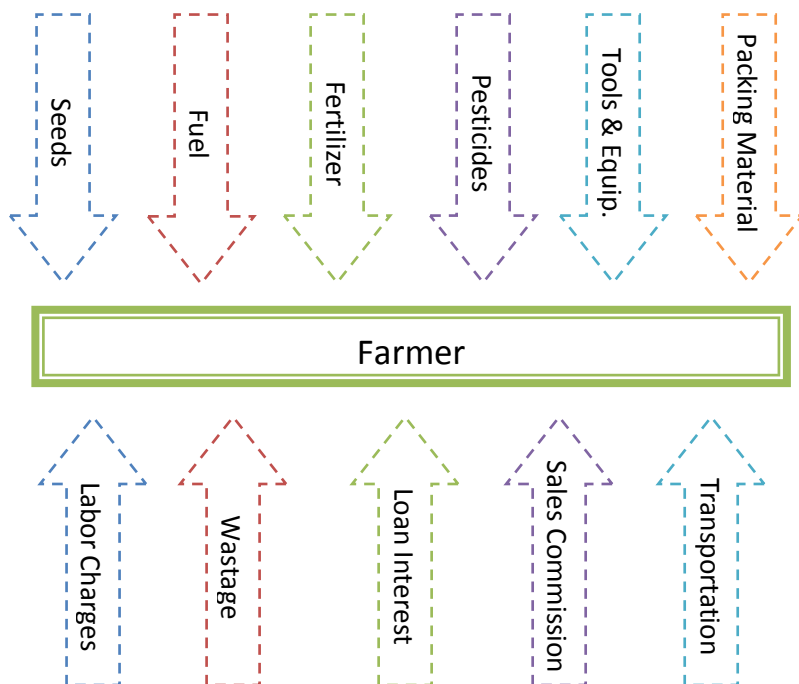 Seeds
Fuel
Fertilizer
Pesticides
Tools & Equip.
Packing Material
Farmer
Labor Charges
Wastage
Loan Interest
Sales Commission
Transportation